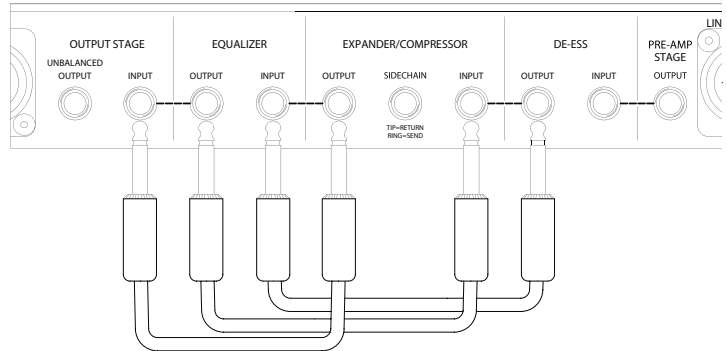 LIN
OUTPUT STAGE
EQUALIZER
EXPANDER/COMPRESSOR
DE-ESS
PRE-AMP
STAGE
UNBALANCED
OUTPUT
INPUT
OUTPUT
INPUT
OUTPUT
SIDECHAIN
INPUT
OUTPUT
INPUT
OUTPUT
TIP=RETURN
RING=SEND